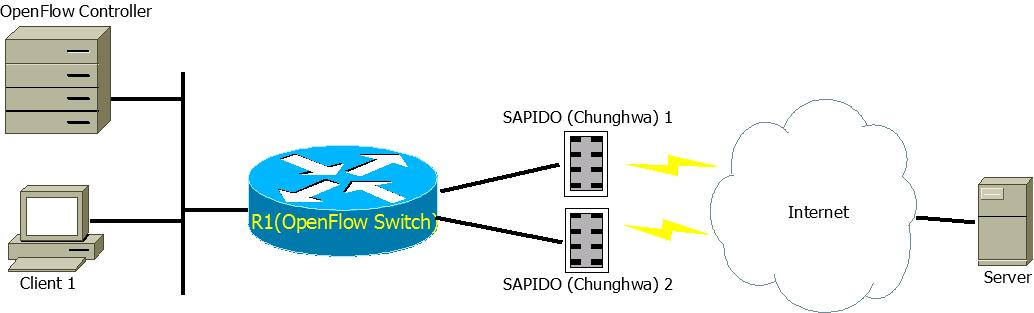 OpenFlow Controller
SAPIDO (Chunghwa) 1
R1(OpenFlow Switch)
Internet
Client 1
SAPIDO (Chunghwa) 2
Server